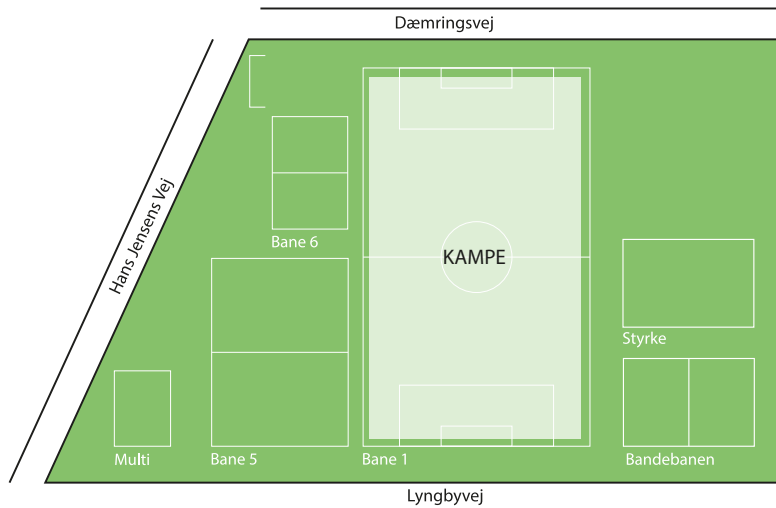 Dæmringsvej
Hans Jensens Vej
Bane 6
KAMPE
Styrke
Multi
Bane 5
Bane 1
Bandebanen
Lyngbyvej